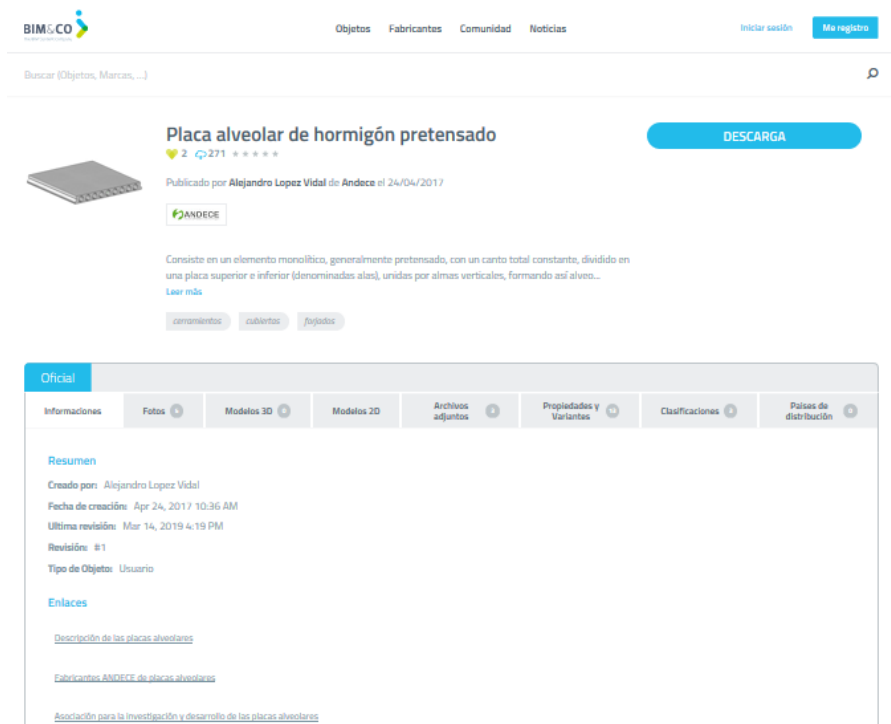 BIM&CO
Objetos Fabricantes Comunidad Noticias
Iniciar sesión
Me registro
Buscar (Objetos, Marcas, ...)
Placa alveolar de hormigón pretensado
2 271
DESCARGA
Publicado por Alejandro Lopez Vidal de Andece el 24/04/2017
ANDECE
Consiste en un elemento monolítico, generalmente pretensado, con un canto total constante, dividido en
una placa superior e inferior (denominadas alas), unidas por almas verticales, formando así alveo...
Leer más
cerramientos cubiertas forjados
Oficial
Informaciones Fotos Modelos 3D Modelos 2D Archivos adjuntos Propiedades y Variantes Clasificaciones Países de distribución
Resumen
Creado por: Alejandro Lopez Vidal
Fecha de creación: Apr 24, 2017 10:36 AM
Ultima revisión: Mar 14, 2019 4:19 PM
Revisión: #1
Tipo de Objeto: Usuario
Enlaces
Descripción de las placas alveolares
Fabricantes ANDECE de placas alveolares
Asociación para la investigación y desarrollo de las placas alveolares